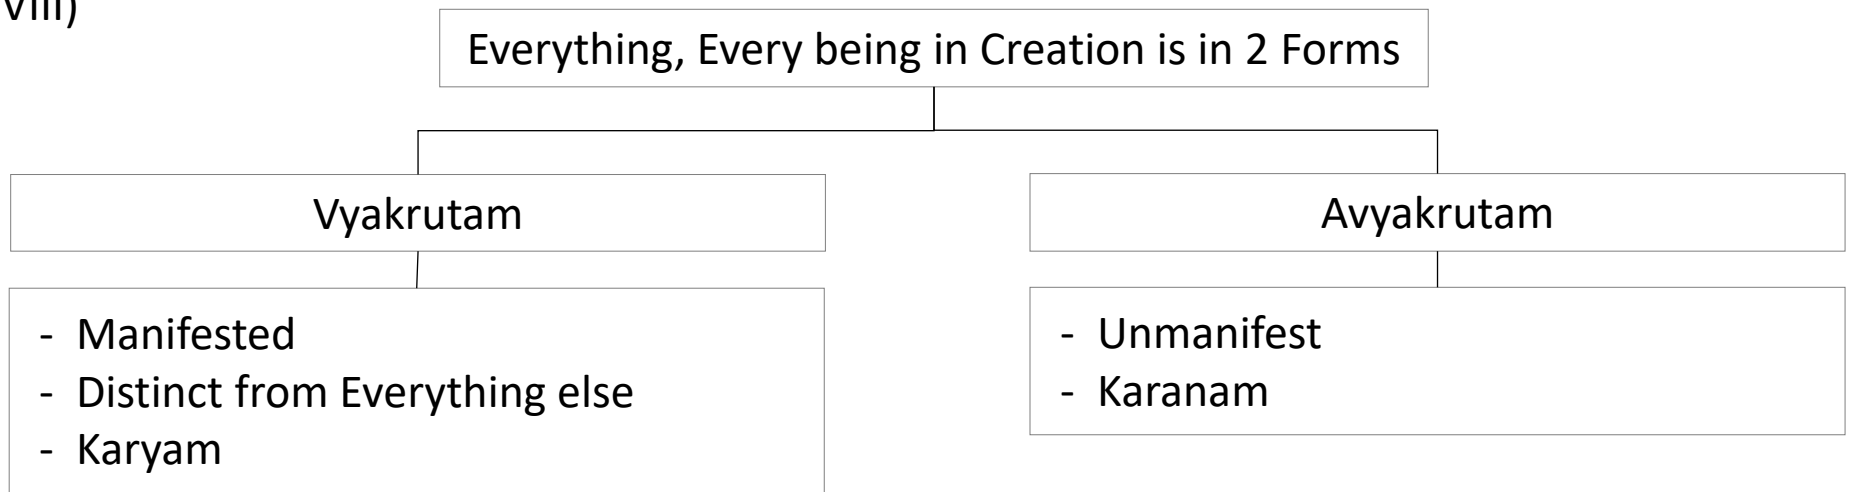 VIII)
Everything, Every being in Creation is in 2 Forms
Vyakrutam
Avyakrutam
- Manifested
- Distinct from Everything else
- Karyam
- Unmanifest
- Karanam